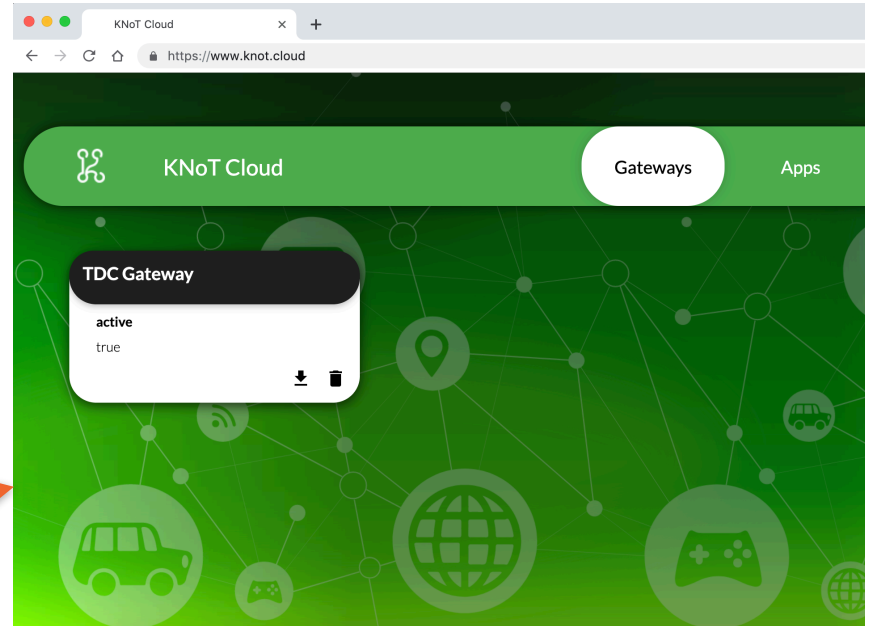 KNoT Cloud
https://www.knot.cloud
KNoT Cloud
Gateways
Apps
TDC Gateway
active
true